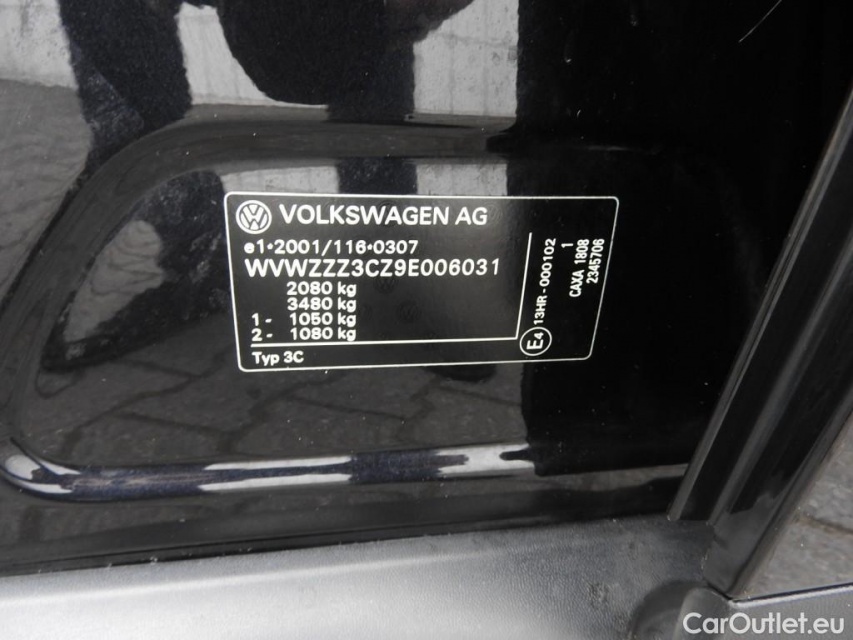 VOLKSWAGEN AG
e1•2001/116•0307
WVWZZZ3CZ9E006031
2080 kg
3480 kg
1 - 1050 kg
2 - 1080 kg
Typ 3C
E4 13HR - 000102
1
CAXA 1808
2345706
CarOutlet.eu